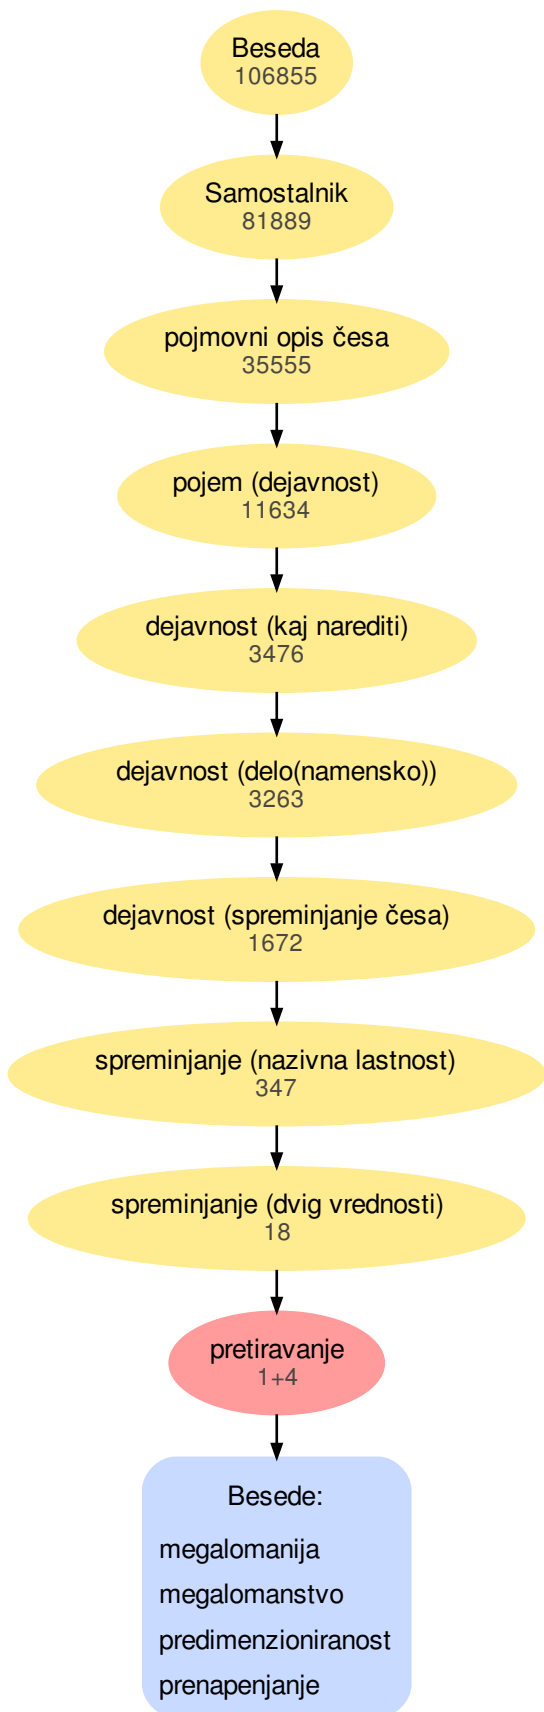 Beseda
106855
Samostalnik
81889
pojmovni opis česa
35555
pojem (dejavnost)
11634
dejavnost (kaj narediti)
3476
dejavnost (delo(namensko))
3263
dejavnost (spreminjanje česa)
1672
spreminjanje (nazivna lastnost)
347
spreminjanje (dvig vrednosti)
18
pretiravanje
1+4
Besede:
megalomanija
megalomanstvo
predimenzioniranost
prenapenjanje